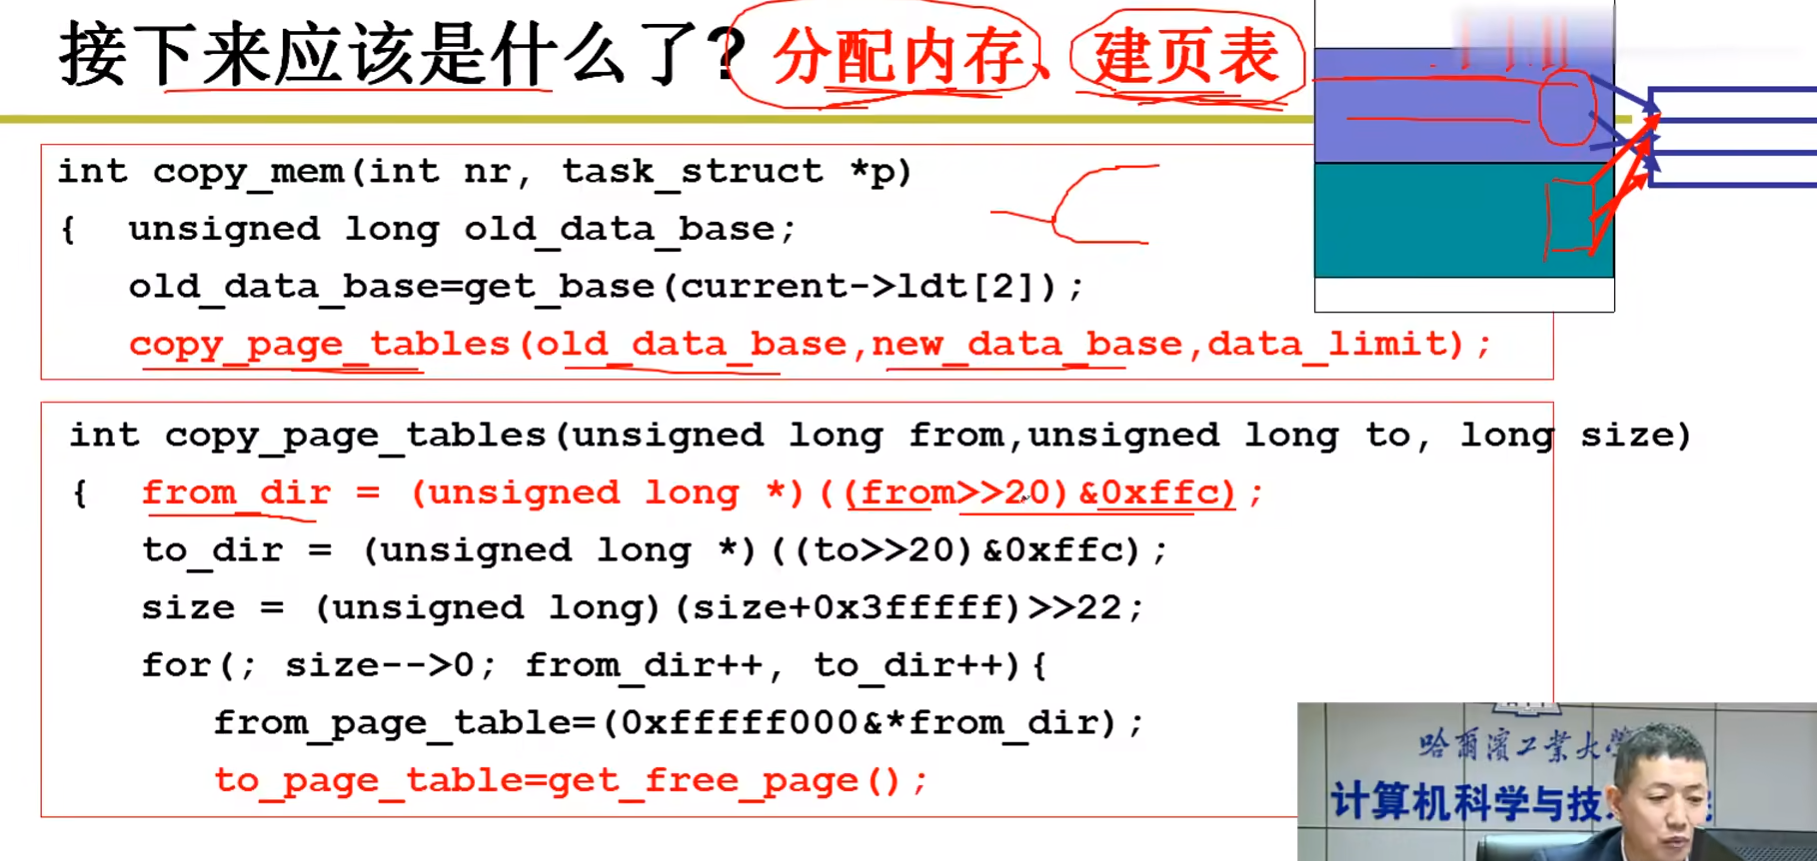 接下来应该是什么了? 分配内存、建页表
int copy_mem(int nr, task_struct *p)
{ unsigned long old_data_base;
old_data_base=get_base(current->ldt[2]);
copy_page_tables(old_data_base,new_data_base,data_limit);
int copy_page_tables(unsigned long from,unsigned long to, long size)
{ from_dir = (unsigned long *)((from>>20)&0xffc);
to_dir = (unsigned long *)((to>>20)&0xffc);
size = (unsigned long)(size+0x3fffff)>>22;
for(; size-->0; from_dir++, to_dir++){
from_page_table=(0xfffff000&*from_dir);
to_page_table=get_free_page();
哈爾濱工業大學
计算机科学与技